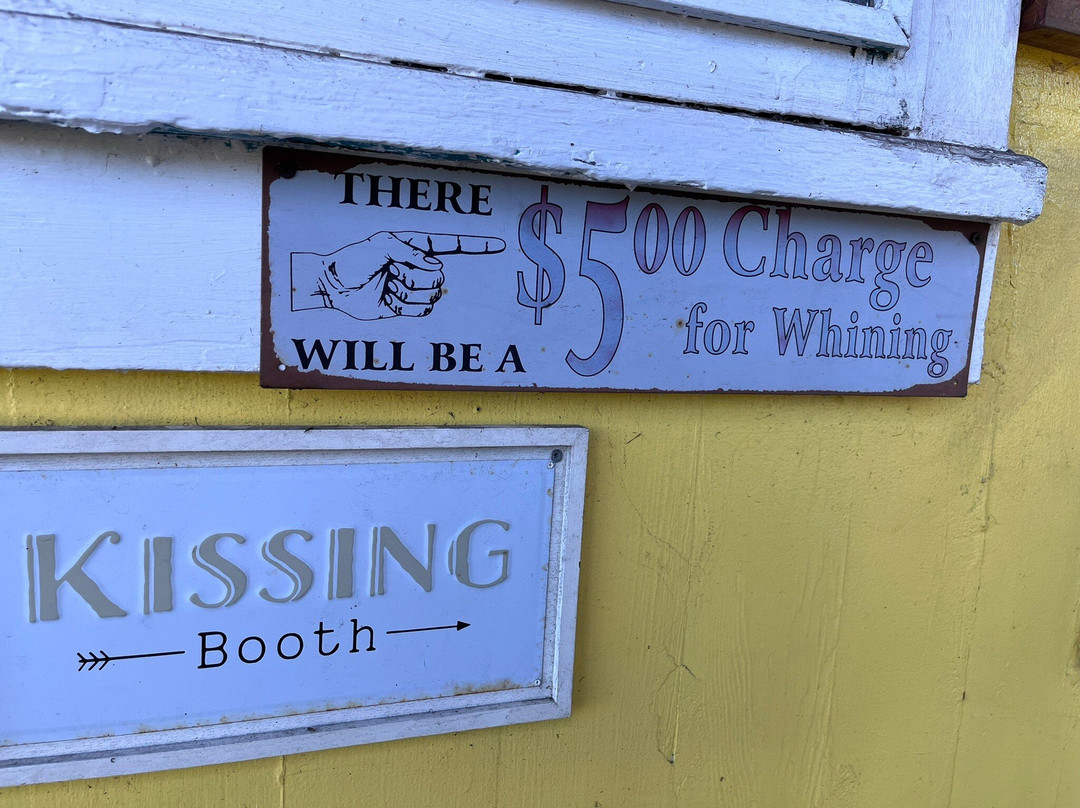 THERE
WILL BE A
$5.00 Charge
for Whining
KISSING
Booth